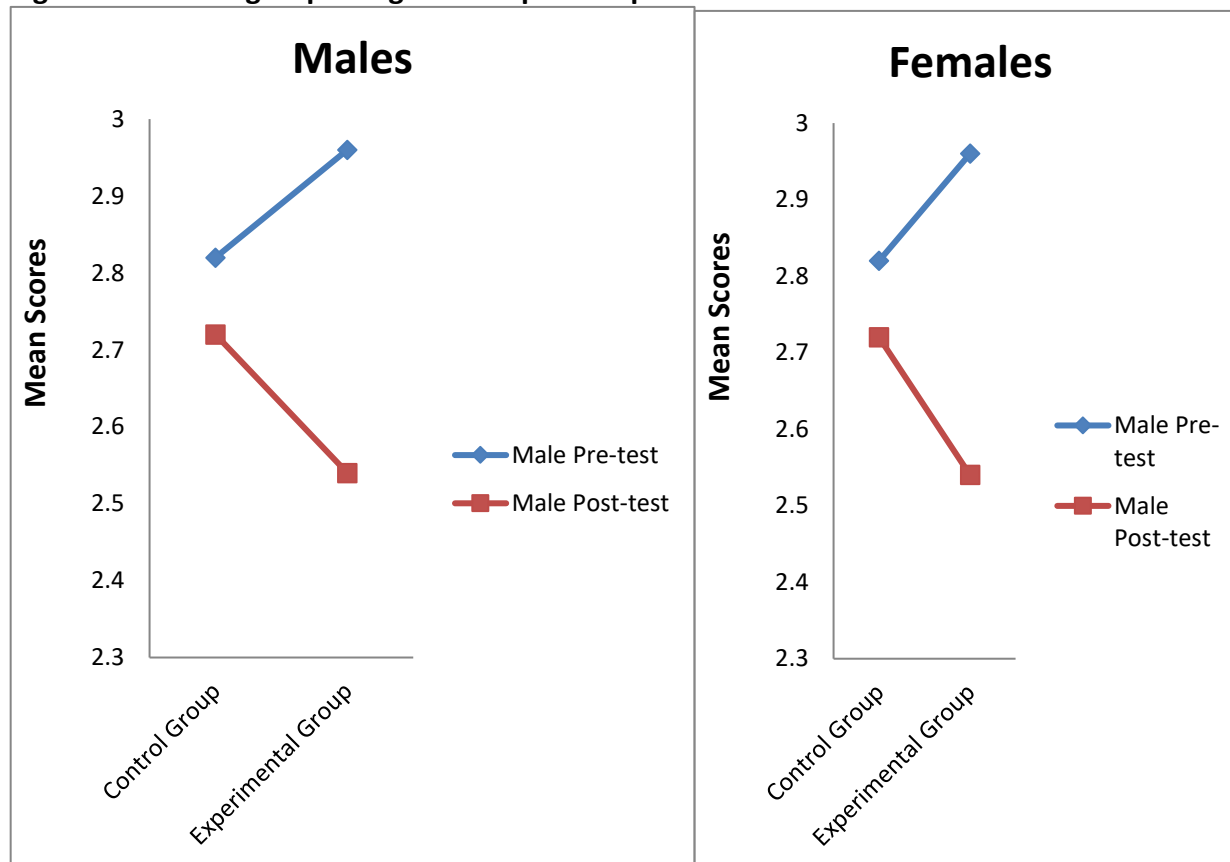 Males
3
2.9
2.8
2.7
2.6
2.5
2.4
2.3
Mean Scores
Control Group
Experimental Group
Male Pre-test
Male Post-test
Females
3
2.9
2.8
2.7
2.6
2.5
2.4
2.3
Mean Scores
Control Group
Experimental Group
Male Pre-
test
Male
Post-test